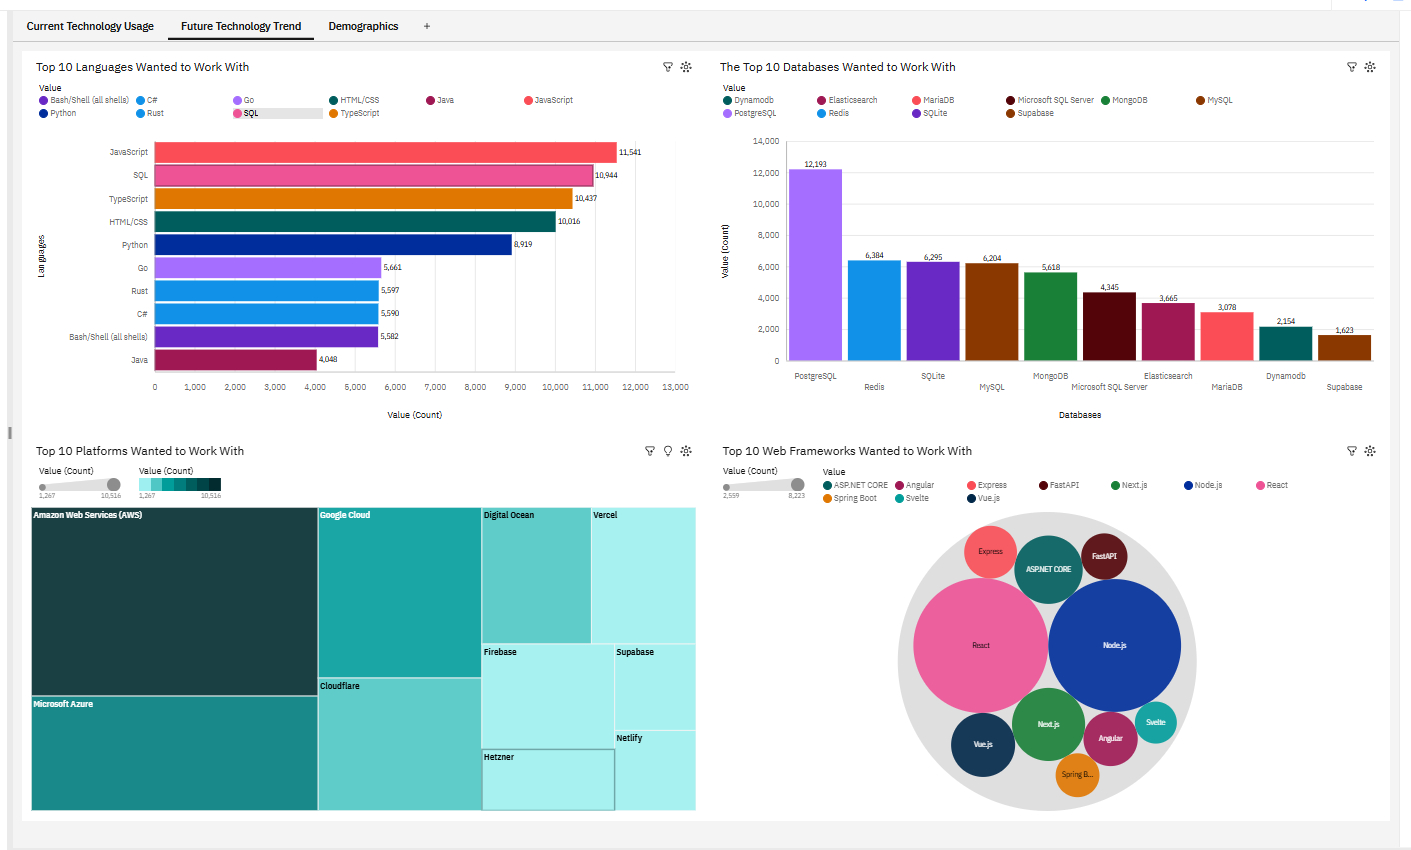 Current Technology Usage Future Technology Trend Demographics +
Top 10 Languages Wanted to Work With
Value
Bash/Shell (all shells) C# Go HTML/CSS Java JavaScript
Python Rust SQL TypeScript
Languages
JavaScript 11,541
SQL 10,944
TypeScript 10,437
HTML/CSS 10,016
Python 8,919
Go 5,661
Rust 5,597
C# 5,590
Bash/Shell (all shells) 5,582
Java 4,048
0 1,000 2,000 3,000 4,000 5,000 6,000 7,000 8,000 9,000 10,000 11,000 12,000 13,000
Value (Count)
The Top 10 Databases Wanted to Work With
Value
Dynamodb Elasticsearch MariaDB Microsoft SQL Server MongoDB MySQL
PostgreSQL Redis SQLite Supabase
Value (Count)
14,000
12,000
10,000
8,000
6,000
4,000
2,000
0
12,193 6,384 6,295 6,204 5,618 4,345 3,665 3,078 2,154 1,623
PostgreSQL SQLite MongoDB Elasticsearch Dynamodb
Redis MySQL Microsoft SQL Server MariaDB Supabase
Databases
Top 10 Platforms Wanted to Work With
Value (Count) Value (Count)
1,267 10,516 1,267 10,516
Amazon Web Services (AWS) Google Cloud Digital Ocean Vercel
Firebase Supabase
Cloudflare
Microsoft Azure
Netlify
Hetzner
Top 10 Web Frameworks Wanted to Work With
Value (Count) Value
2,559 8,223
ASP.NET CORE Angular Express FastAPI Next.js Node.js React
Spring Boot Svelte Vue.js
Express
FastAPI
ASP.NET CORE
React Node.js
Next.js Svelte
Vue.js Angular
Spring B...